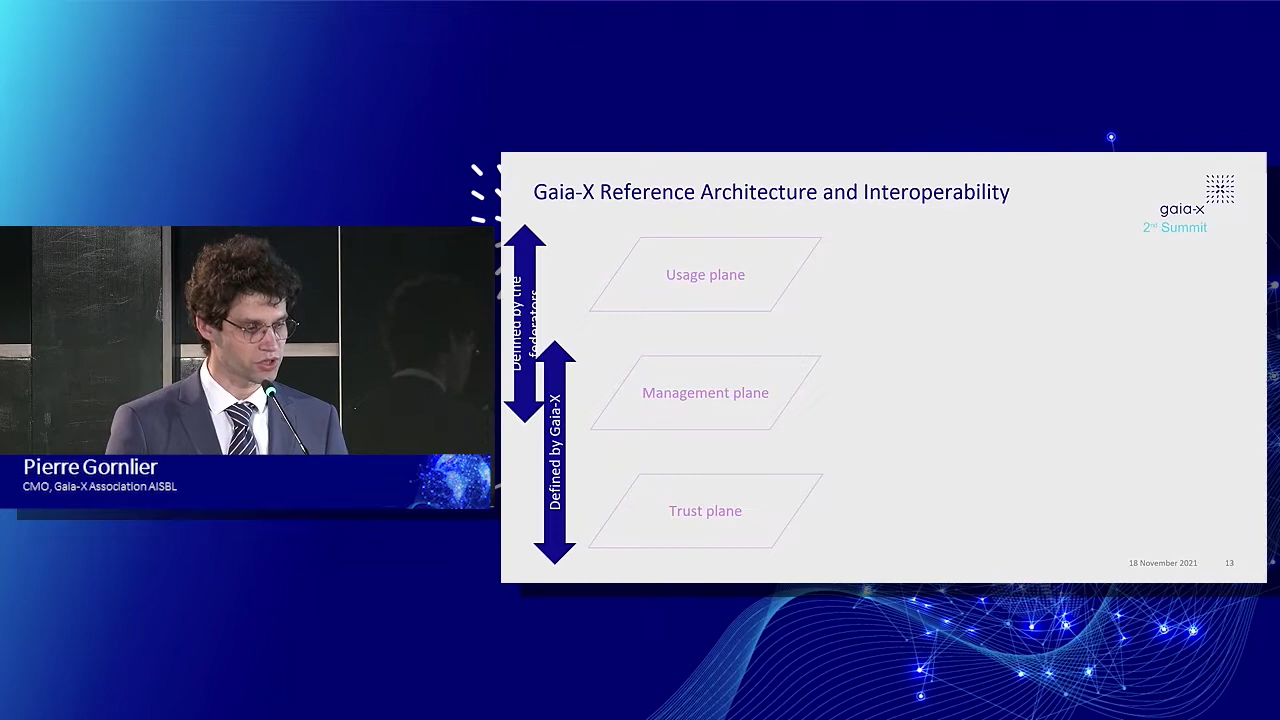 Gaia-X Reference Architecture and Interoperability
gaia-x
2nd Summit
Defined by the
federators
Usage plane
Management plane
Defined by Gaia-X
Trust plane
18 November 2021
13
Pierre Gornlier
CMO, Gaia-X Association AISBL